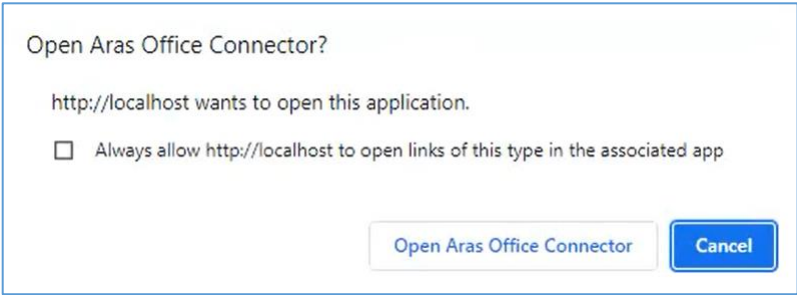 Open Aras Office Connector?
http://localhost wants to open this application.
Always allow http://localhost to open links of this type in the associated app
Open Aras Office Connector
Cancel